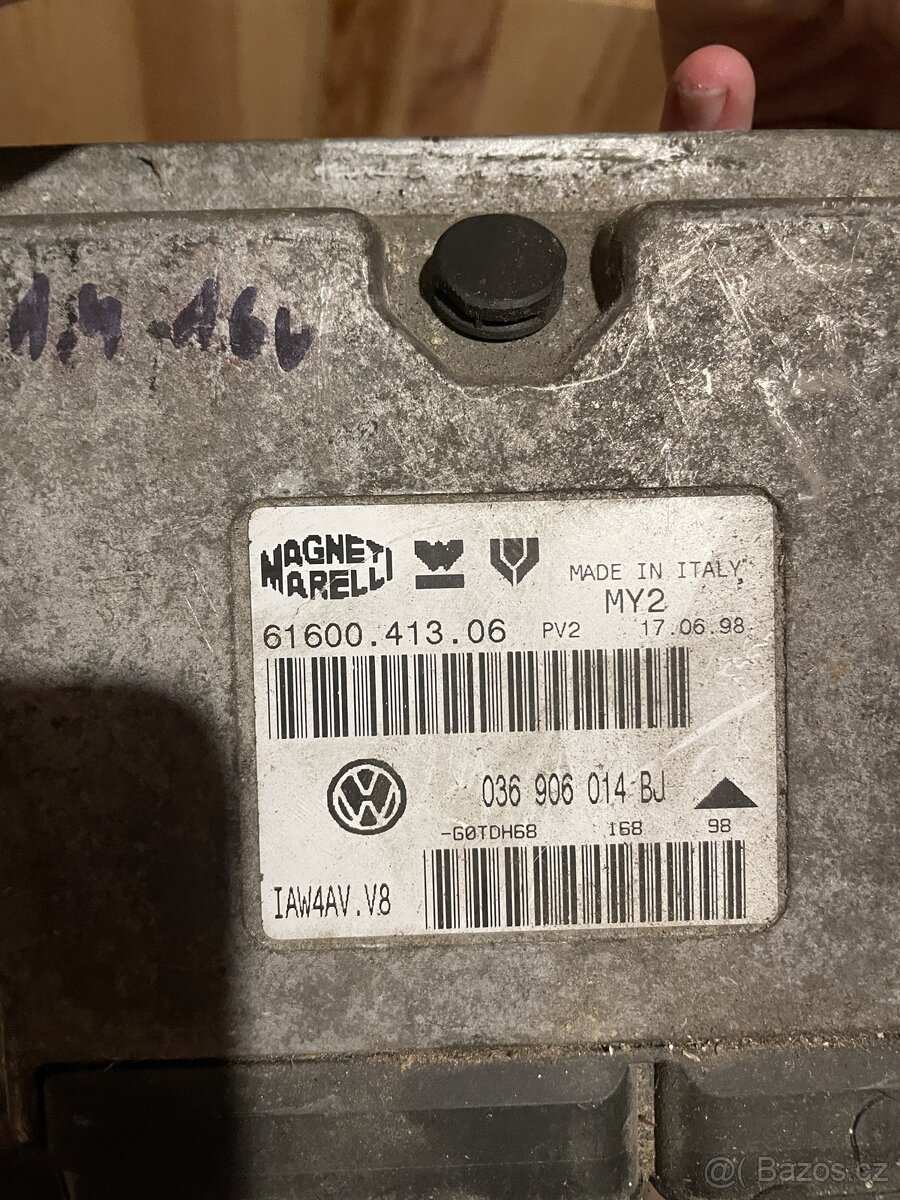 1,4 - 16v
MAGNETI
MARELLI
MADE IN ITALY
MY2
61600.413.06 PV2 17.06.98
036 906 014 BJ
-G0TDH68 168 98
IAW4AV.V8
@( Bazos.cz